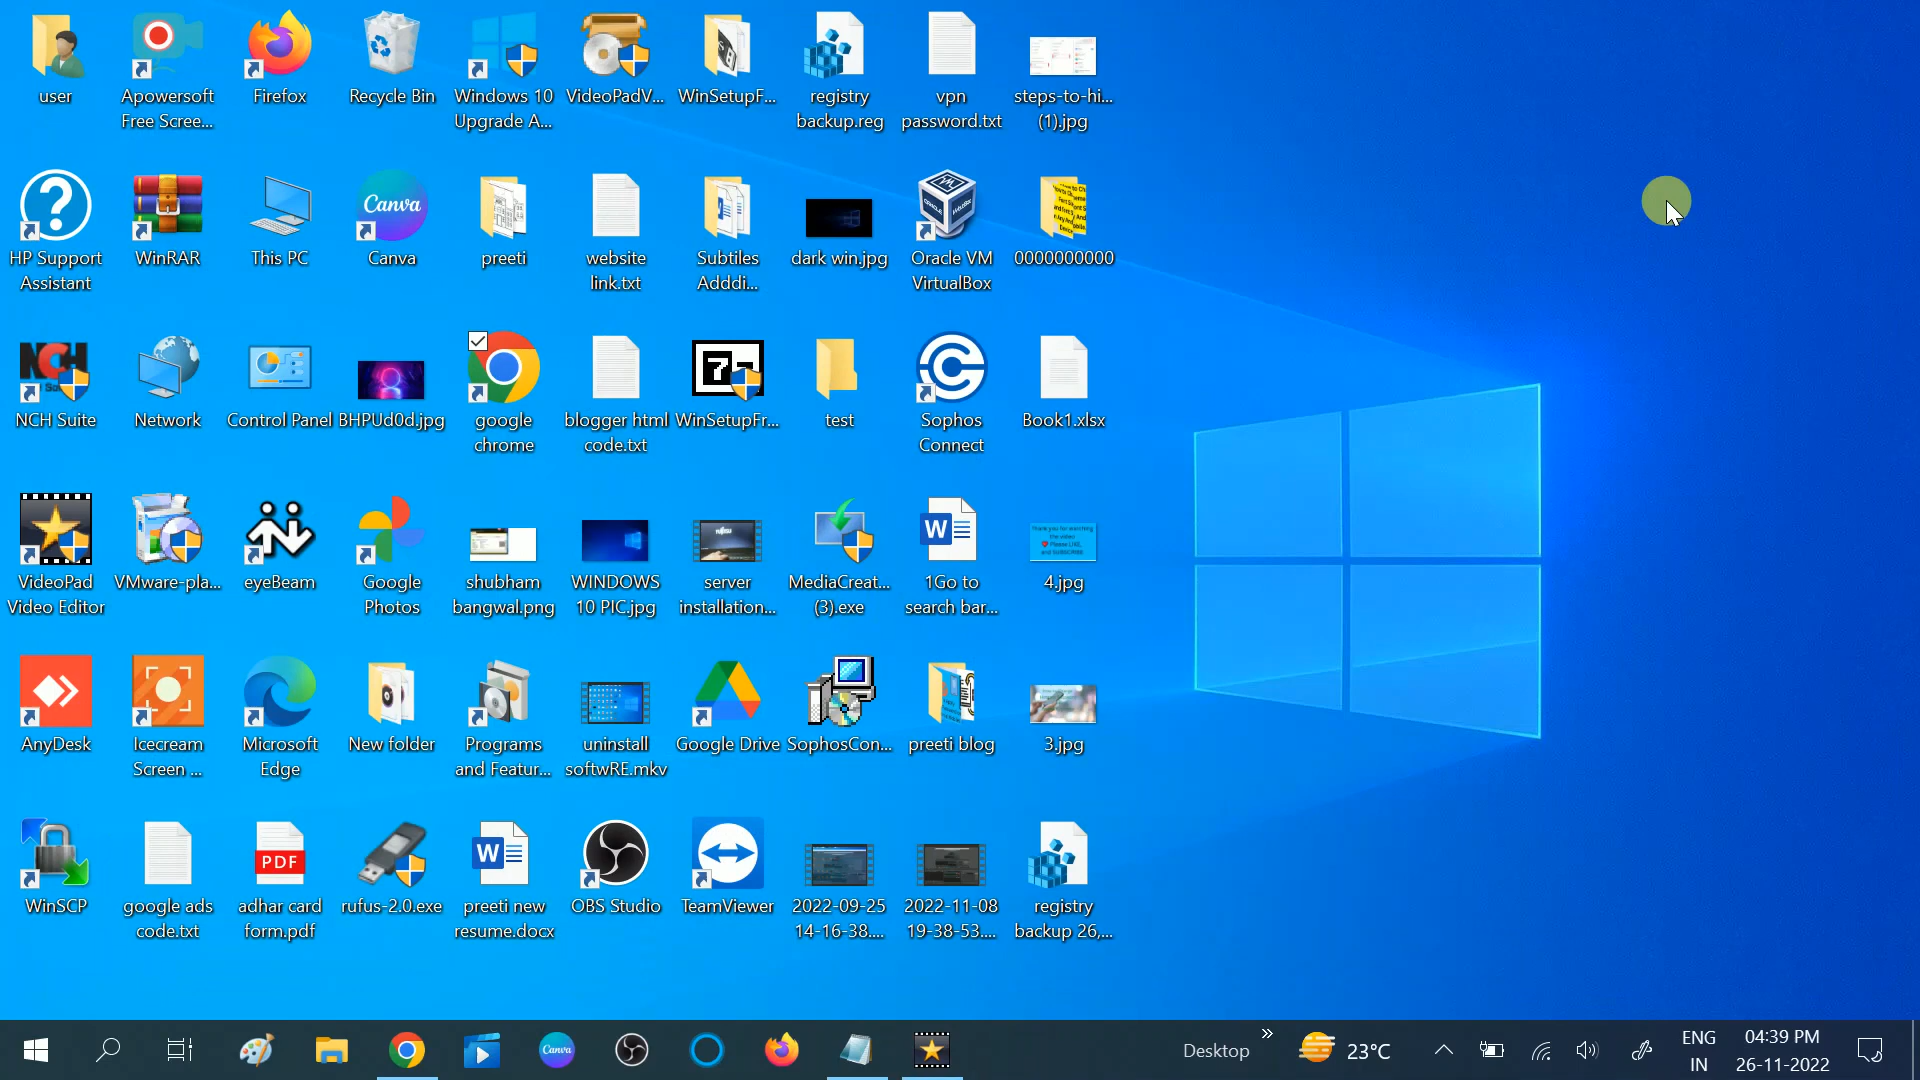 user
Apowersoft
Free Scree...
Firefox
Recycle Bin
Windows 10
Upgrade A...
VideoPadV...
WinSetupF...
registry
backup.reg
vpn
password.txt
steps-to-hi...
(1).jpg
HP Support
Assistant
WinRAR
This PC
Canva
Canva
preeti
website
link.txt
Subtiles
Adddi...
dark win.jpg
Oracle VM
VirtualBox
0000000000
NCH Suite
Network
Control Panel
BHPUd0d.jpg
google
chrome
blogger html
code.txt
WinSetupFr...
test
Sophos
Connect
Book1.xlsx
VideoPad
Video Editor
VMware-pla...
eyeBeam
Google
Photos
shubham
bangwal.png
WINDOWS
10 PIC.jpg
server
installation...
MediaCreat...
(3).exe
1Go to
search bar...
4.jpg
AnyDesk
Icecream
Screen ...
Microsoft
Edge
New folder
Programs
and Featur...
uninstall
softwRE.mkv
Google Drive
SophosCon...
preeti blog
3.jpg
WinSCP
google ads
code.txt
PDF
adhar card
form.pdf
rufus-2.0.exe
preeti new
resume.docx
OBS Studio
TeamViewer
2022-09-25
14-16-38....
2022-11-08
19-38-53....
registry
backup 26,...
Canva
Desktop
23°C
ENG
IN
04:39 PM
26-11-2022